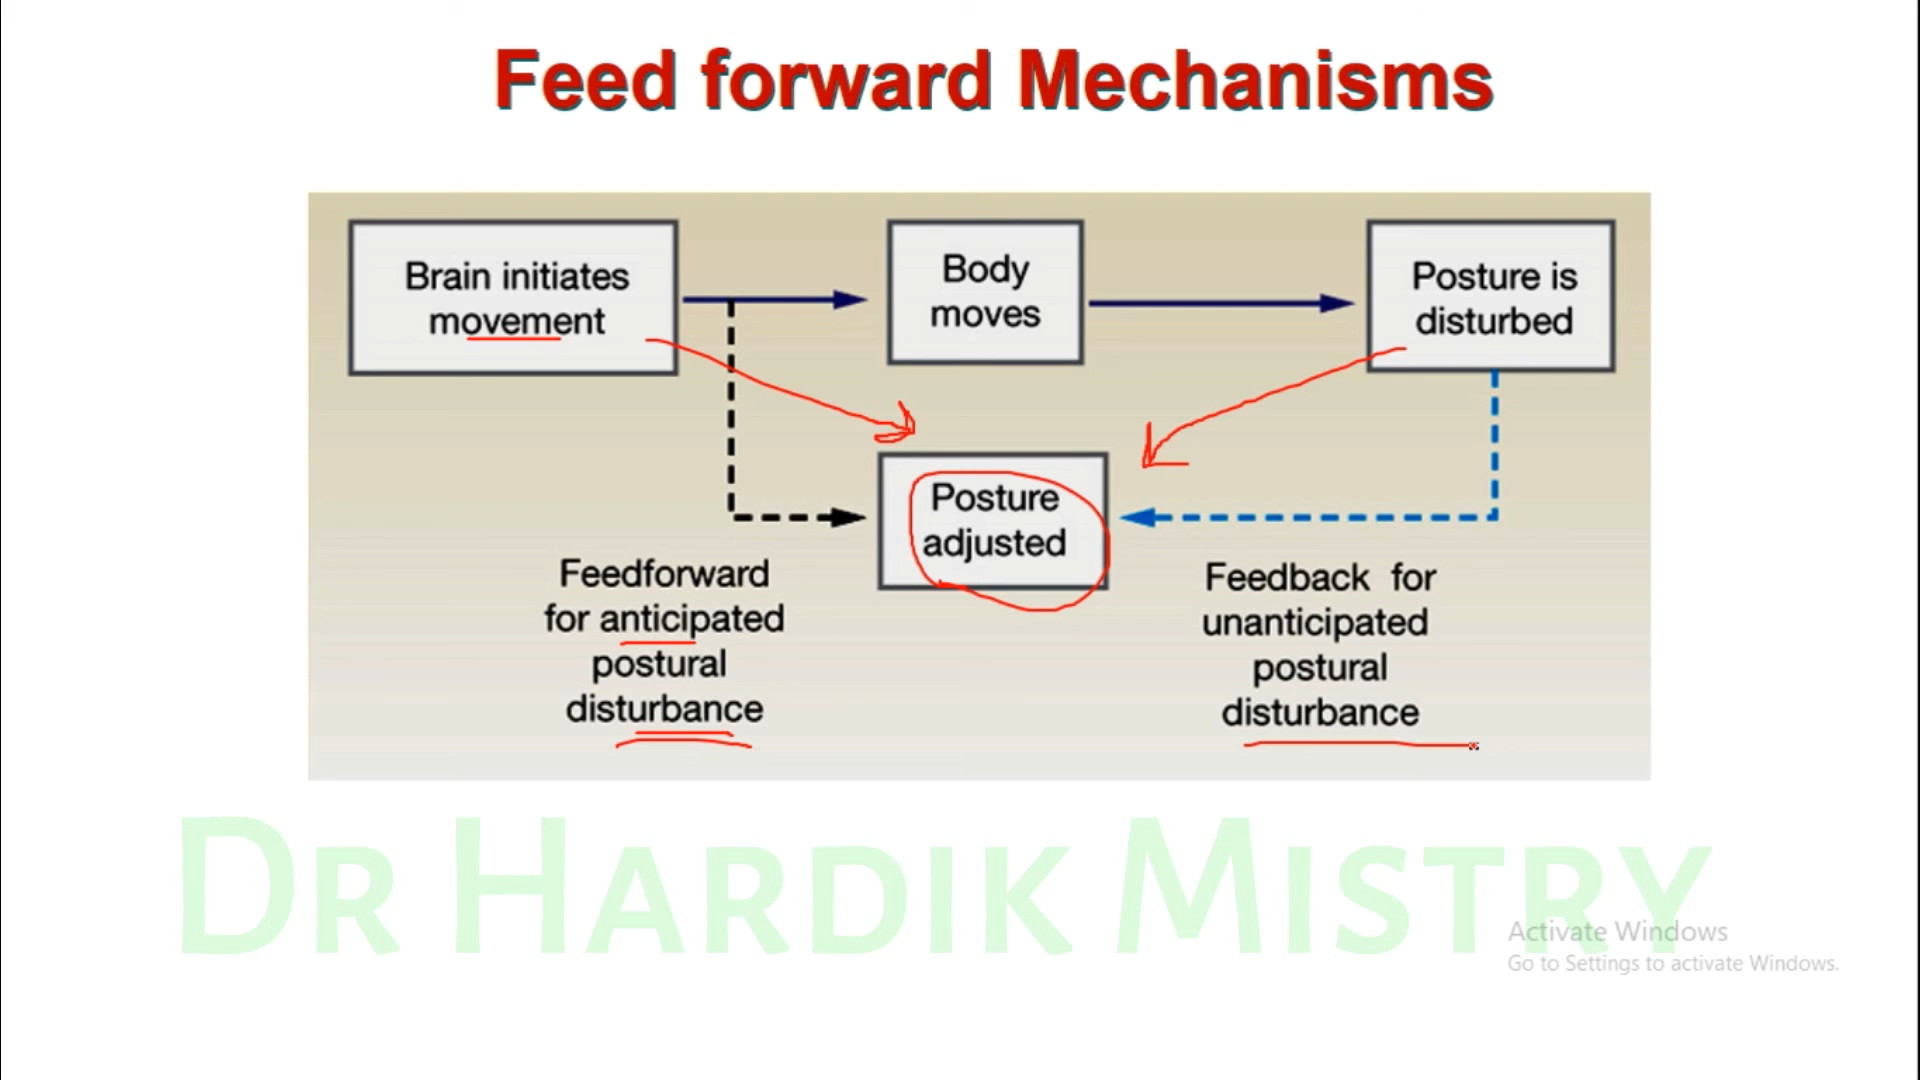 Feed forward Mechanisms
Brain initiates
movement
Body
moves
Posture is
disturbed
Posture
adjusted
Feedforward
for anticipated
postural
disturbance
Feedback for
unanticipated
postural
disturbance
DR HARDIK MISTRY
Activate Windows
Go to Settings to activate Windows.